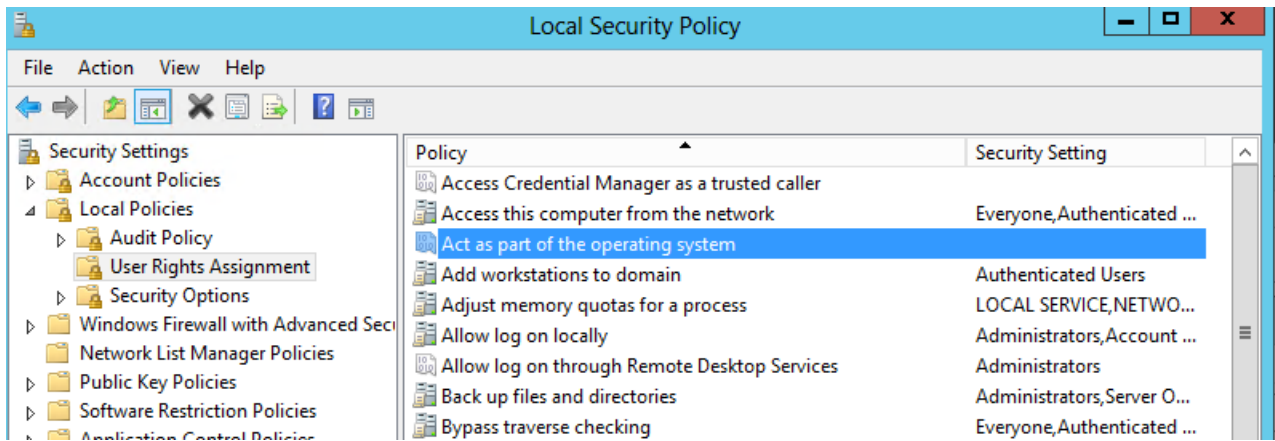 Local Security Policy
File Action View Help
Security Settings
Account Policies
Local Policies
Audit Policy
User Rights Assignment
Security Options
Windows Firewall with Advanced Secu
Network List Manager Policies
Public Key Policies
Software Restriction Policies
Application Control Policies
Policy Security Setting
Access Credential Manager as a trusted caller
Access this computer from the network Everyone,Authenticated ...
Act as part of the operating system
Add workstations to domain Authenticated Users
Adjust memory quotas for a process LOCAL SERVICE,NETWO...
Allow log on locally Administrators,Account ...
Allow log on through Remote Desktop Services Administrators
Back up files and directories Administrators,Server O...
Bypass traverse checking Everyone,Authenticated ...